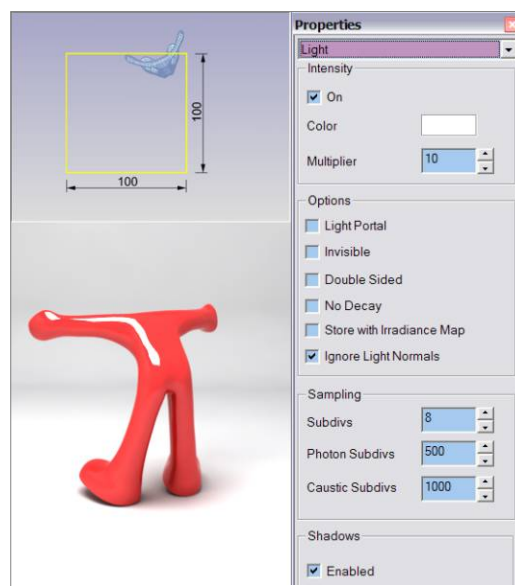 Properties
Light
Intensity
On
Color
Multiplier 10
Options
Light Portal
Invisible
Double Sided
No Decay
Store with Irradiance Map
Ignore Light Normals
Sampling
Subdivs 8
Photon Subdivs 500
Caustic Subdivs 1000
Shadows
Enabled
100
100